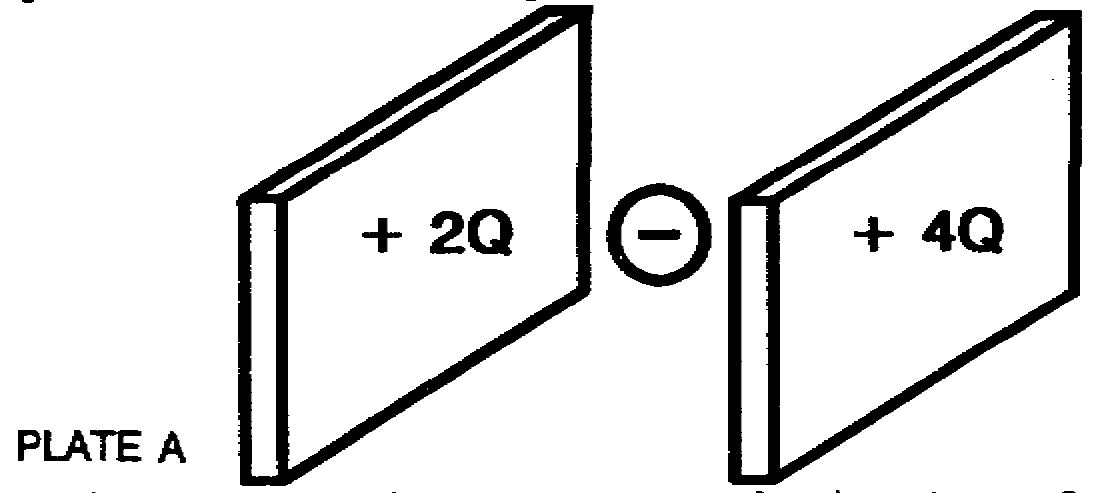 + 2Q
−
+ 4Q
PLATE A